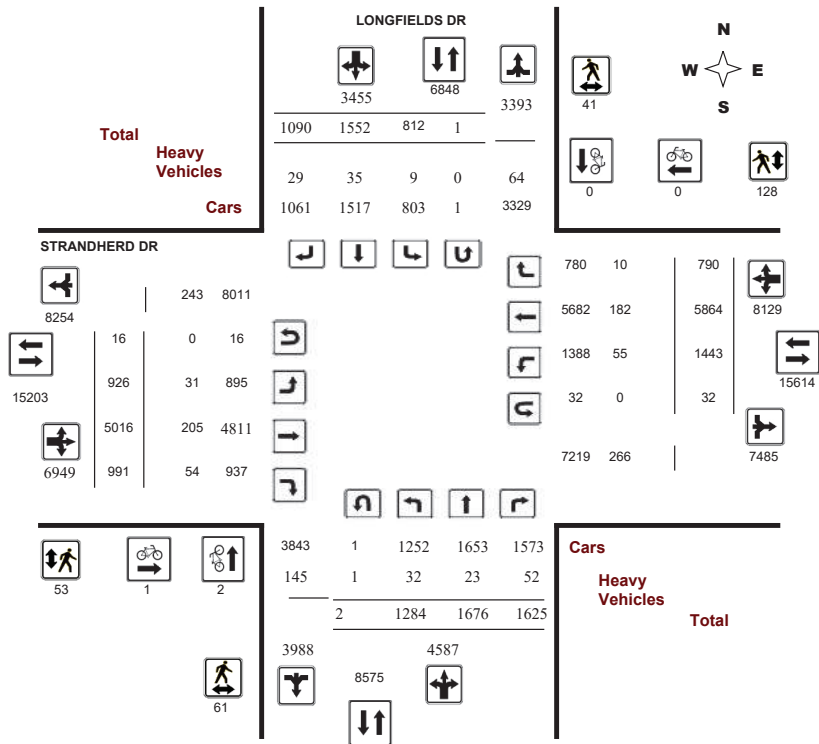 LONGFIELDS DR
N
W E
S
3455
6848
3393
41
Total
1090 1552 812 1
Heavy
Vehicles
29 35 9 0 64
0 0 128
Cars
1061 1517 803 1 3329
STRANDHERD DR
780 10 790
243 8011
8254
5682 182 5864 8129
16 0 16
15203
926 31 895
1388 55 1443
15614
32 0 32
5016 205 4811
6949
991 54 937
7219 266 7485
3843 1 1252 1653 1573
Cars
145 1 32 23 52
Heavy
Vehicles
53 1 2
2 1284 1676 1625
Total
3988
8575
4587
61